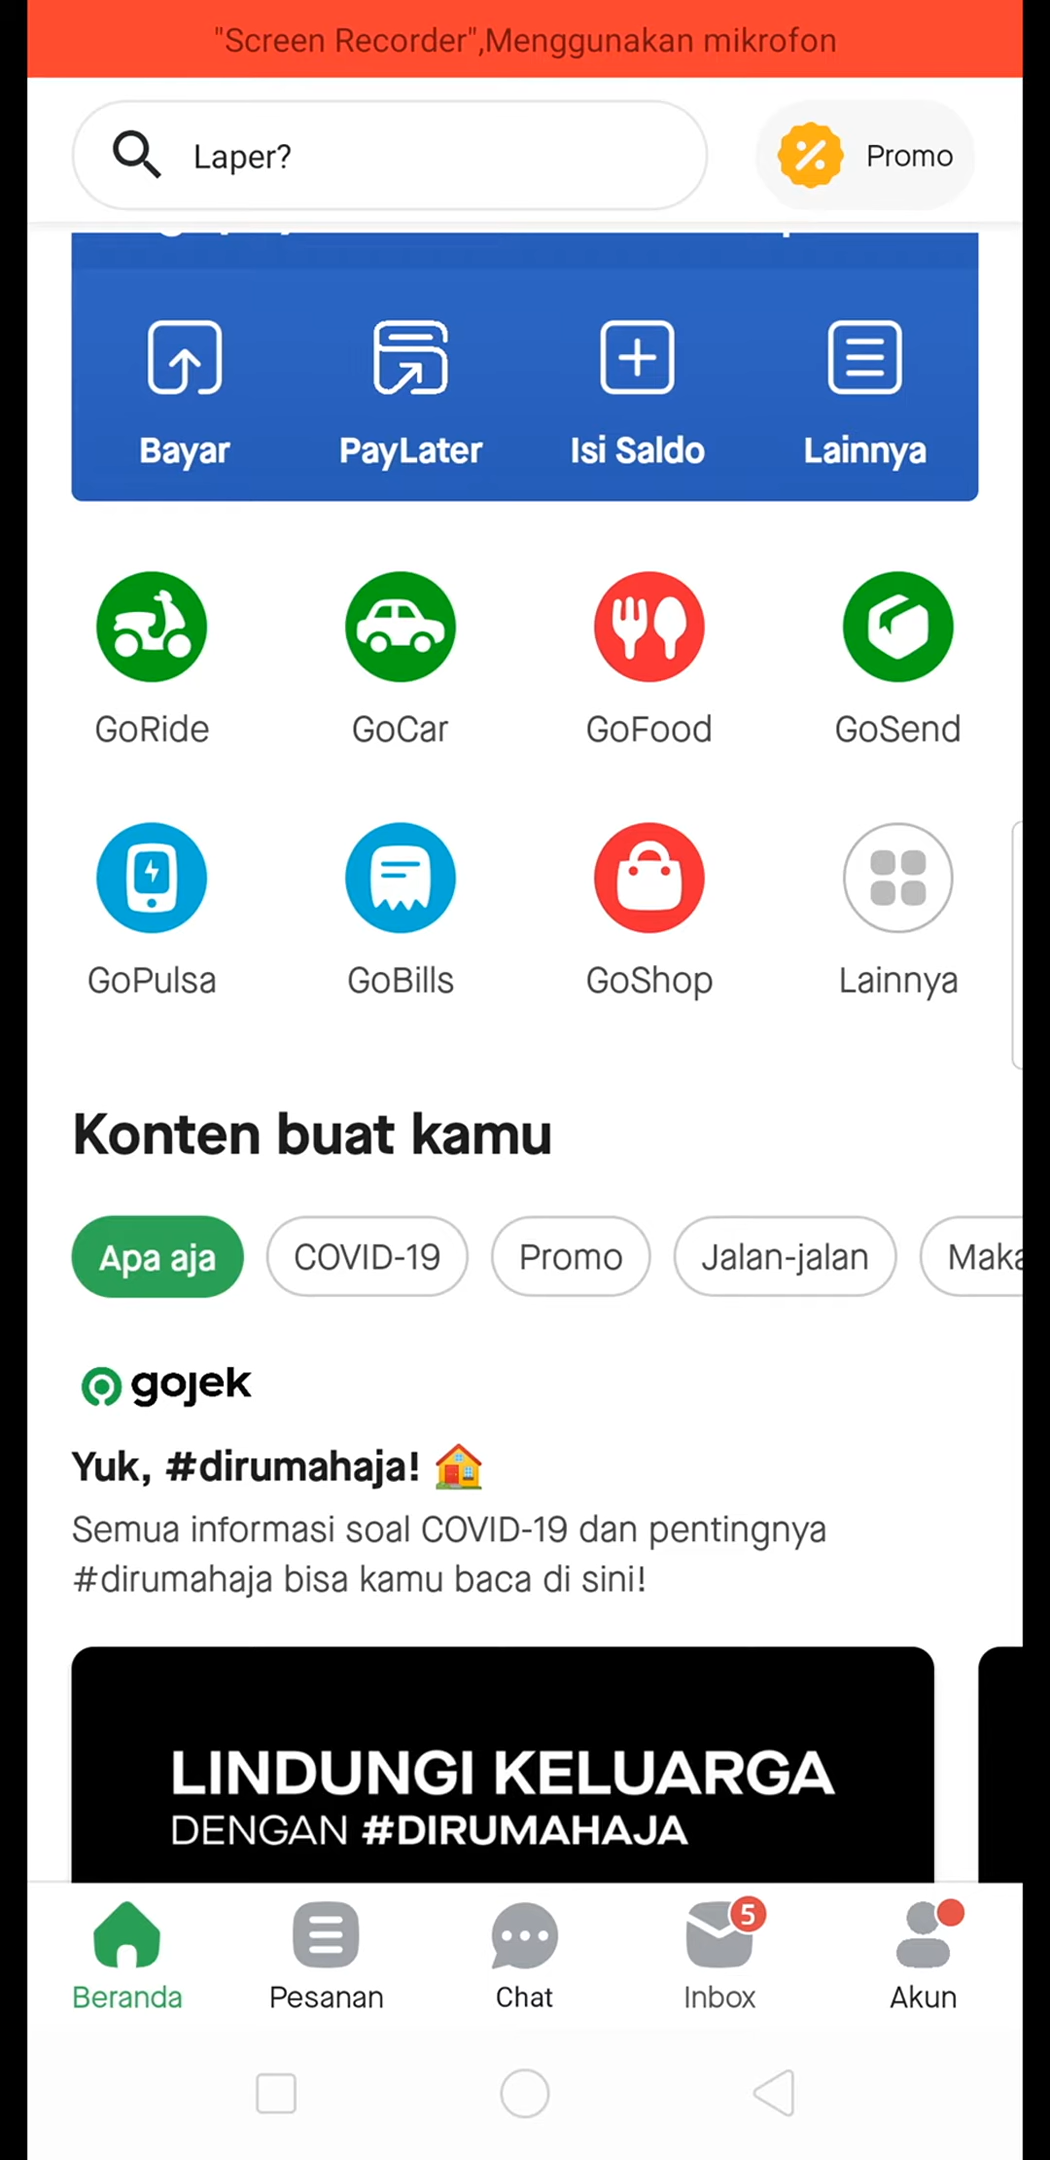 "Screen Recorder",Menggunakan mikrofon
Laper?
Promo
Bayar PayLater Isi Saldo Lainnya
GoRide GoCar GoFood GoSend
GoPulsa GoBills GoShop Lainnya
Konten buat kamu
Apa aja COVID-19 Promo Jalan-jalan
gojek
Yuk, #dirumahaja!
Semua informasi soal COVID-19 dan pentingnya
#dirumahaja bisa kamu baca di sini!
LINDUNGI KELUARGA
DENGAN #DIRUMAHAJA
5
Beranda Pesanan Chat Inbox Akun